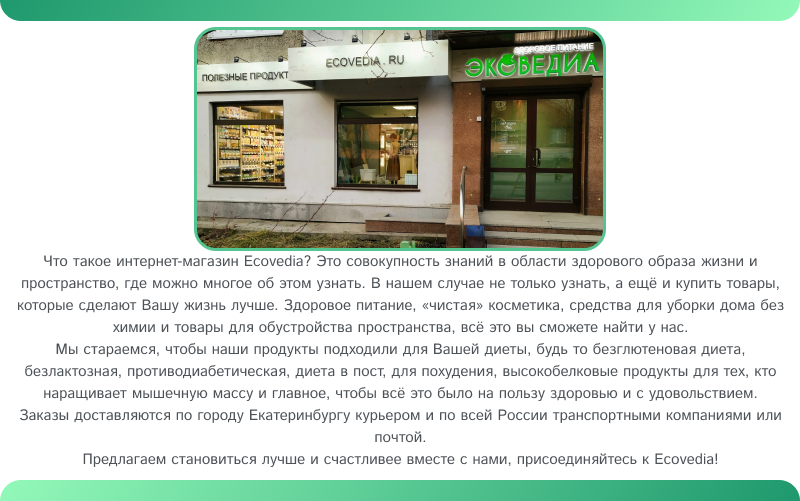 ЗДОРОВОЕ ПИТАНИЕ
ЭКОВЕДИА
ECOVEDIA.RU
ПОЛЕЗНЫЕ ПРОДУКТ
Что такое интернет-магазин Ecovedia? Это совокупность знаний в области здорового образа жизни и
пространство, где можно многое об этом узнать. В нашем случае не только узнать, а ещё и купить товары,
которые сделают Вашу жизнь лучше. Здоровое питание, «чистая» косметика, средства для уборки дома без
химии и товары для обустройства пространства, всё это вы сможете найти у нас.
Мы стараемся, чтобы наши продукты подходили для Вашей диеты, будь то безглютеновая диета,
безлактозная, противодиабетическая, диета в пост, для похудения, высокобелковые продукты для тех, кто
наращивает мышечную массу и главное, чтобы всё это было на пользу здоровью и с удовольствием.
Заказы доставляются по городу Екатеринбургу курьером и по всей России транспортными компаниями или
почтой.
Предлагаем становиться лучше и счастливее вместе с нами, присоединяйтесь к Ecovedia!